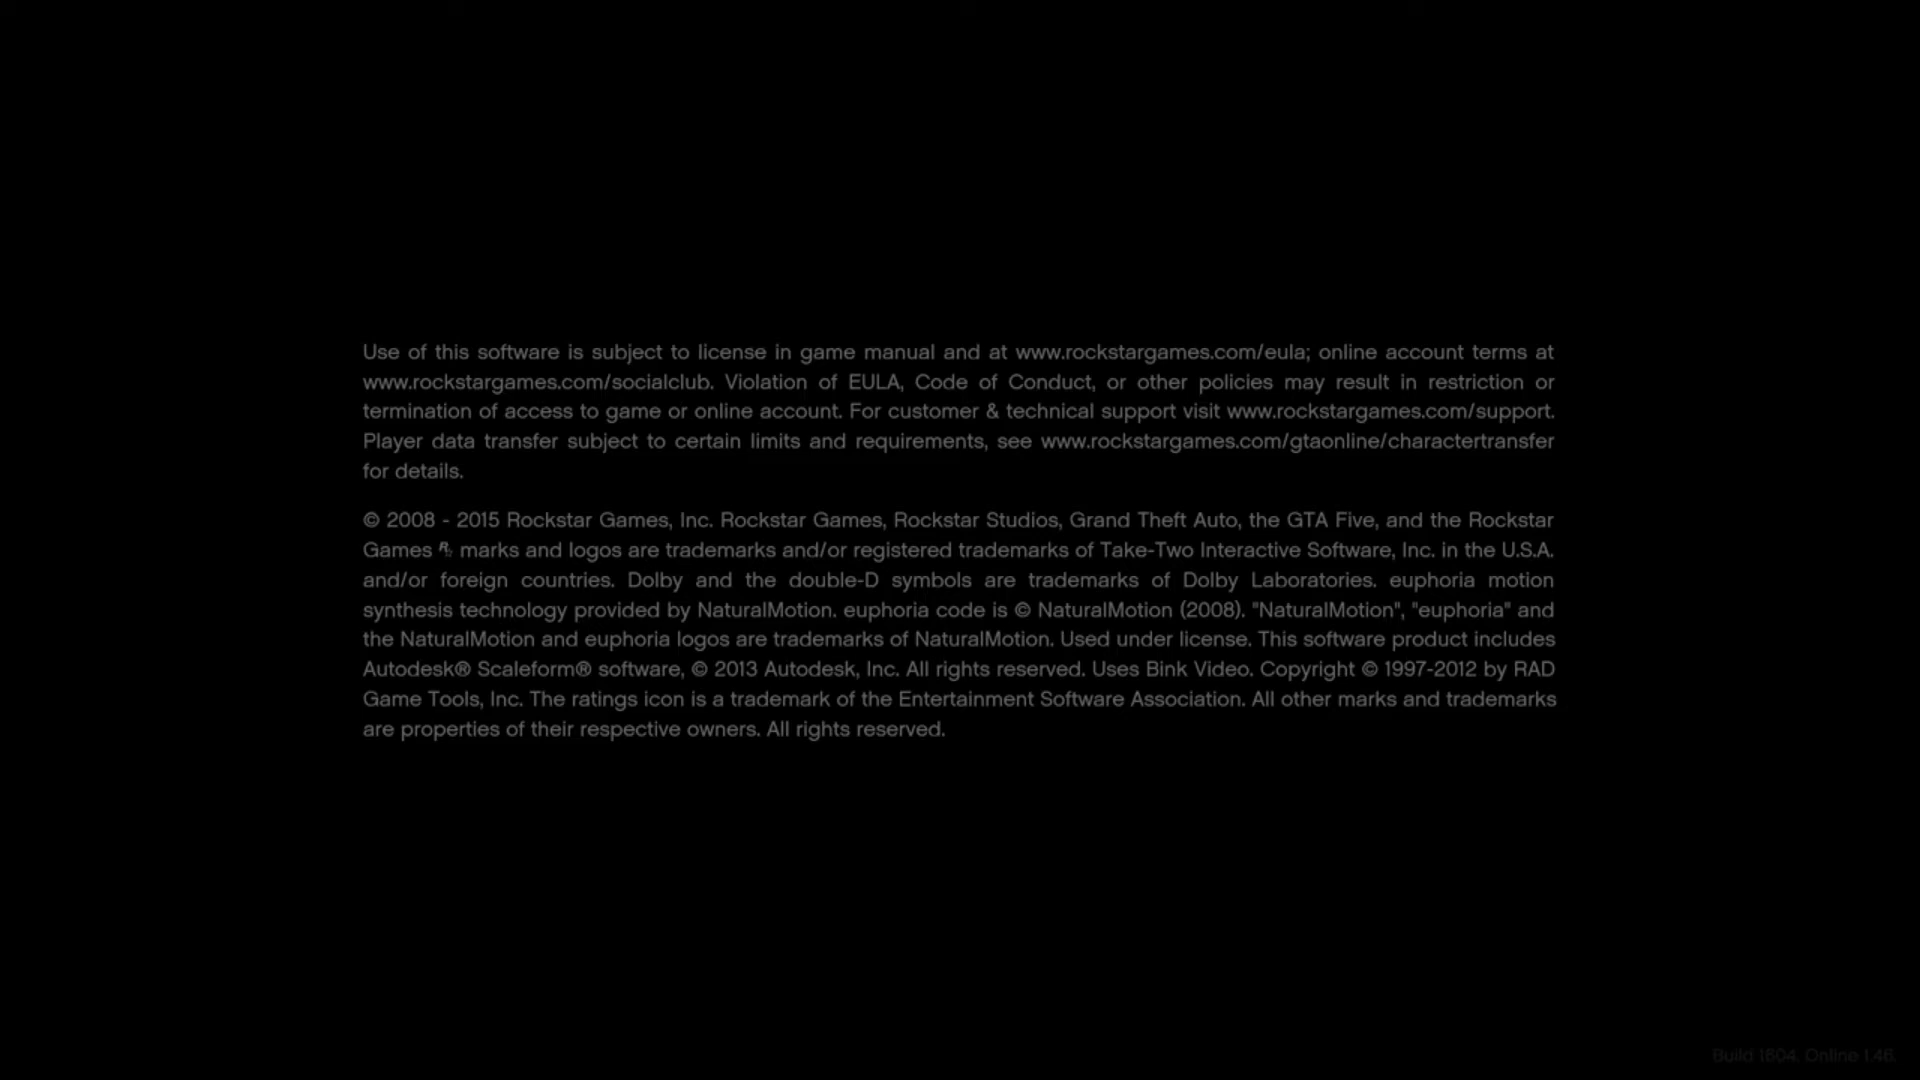 Use of this software is subject to license in game manual and at www.rockstargames.com/eula; online account terms at
www.rockstargames.com/socialclub. Violation of EULA, Code of Conduct, or other policies may result in restriction or
termination of access to game or online account. For customer & technical support visit www.rockstargames.com/support.
Player data transfer subject to certain limits and requirements, see www.rockstargames.com/gtaonline/charactertransfer
for details.
© 2008 - 2015 Rockstar Games, Inc. Rockstar Games, Rockstar Studios, Grand Theft Auto, the GTA Five, and the Rockstar
Games R* marks and logos are trademarks and/or registered trademarks of Take-Two Interactive Software, Inc. in the U.S.A.
and/or foreign countries. Dolby and the double-D symbols are trademarks of Dolby Laboratories. euphoria motion
synthesis technology provided by NaturalMotion. euphoria code is © NaturalMotion (2008). "NaturalMotion", "euphoria" and
the NaturalMotion and euphoria logos are trademarks of NaturalMotion. Used under license. This software product includes
Autodesk® Scaleform® software, © 2013 Autodesk, Inc. All rights reserved. Uses Bink Video. Copyright © 1997-2012 by RAD
Game Tools, Inc. The ratings icon is a trademark of the Entertainment Software Association. All other marks and trademarks
are properties of their respective owners. All rights reserved.
Build 1604, Online 1.46.